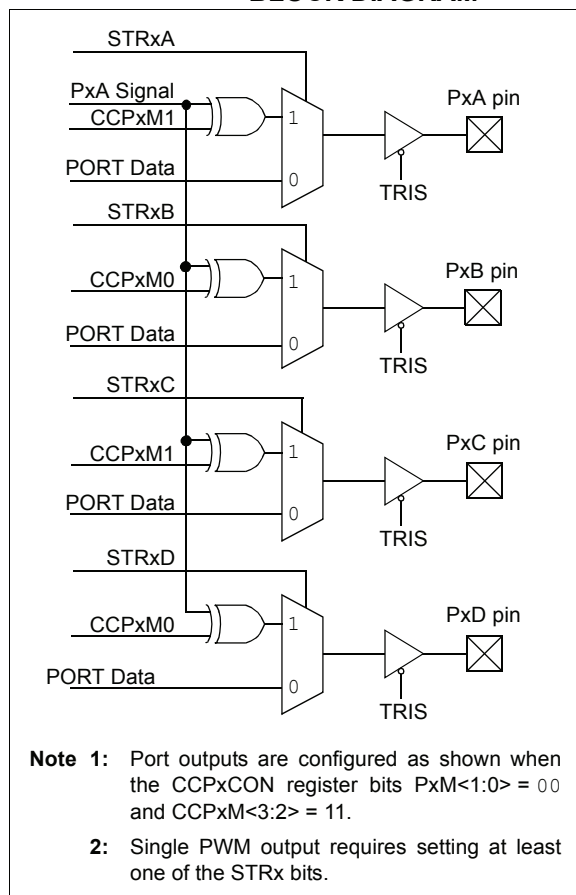 BLOCK DIAGRAM
STRxA
PxA Signal
CCPxM1
1
PxA pin
PORT Data
0
TRIS
STRxB
CCPxM0
1
PxB pin
PORT Data
0
TRIS
STRxC
CCPxM1
1
PxC pin
PORT Data
0
TRIS
STRxD
CCPxM0
1
PxD pin
PORT Data
0
TRIS
Note 1: Port outputs are configured as shown when
the CCPxCON register bits PxM<1:0> = 00
and CCPxM<3:2> = 11.
2: Single PWM output requires setting at least
one of the STRx bits.